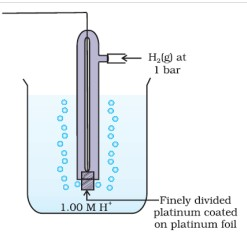 H₂(g) at
1 bar
1.00 M H⁺
Finely divided
platinum coated
on platinum foil